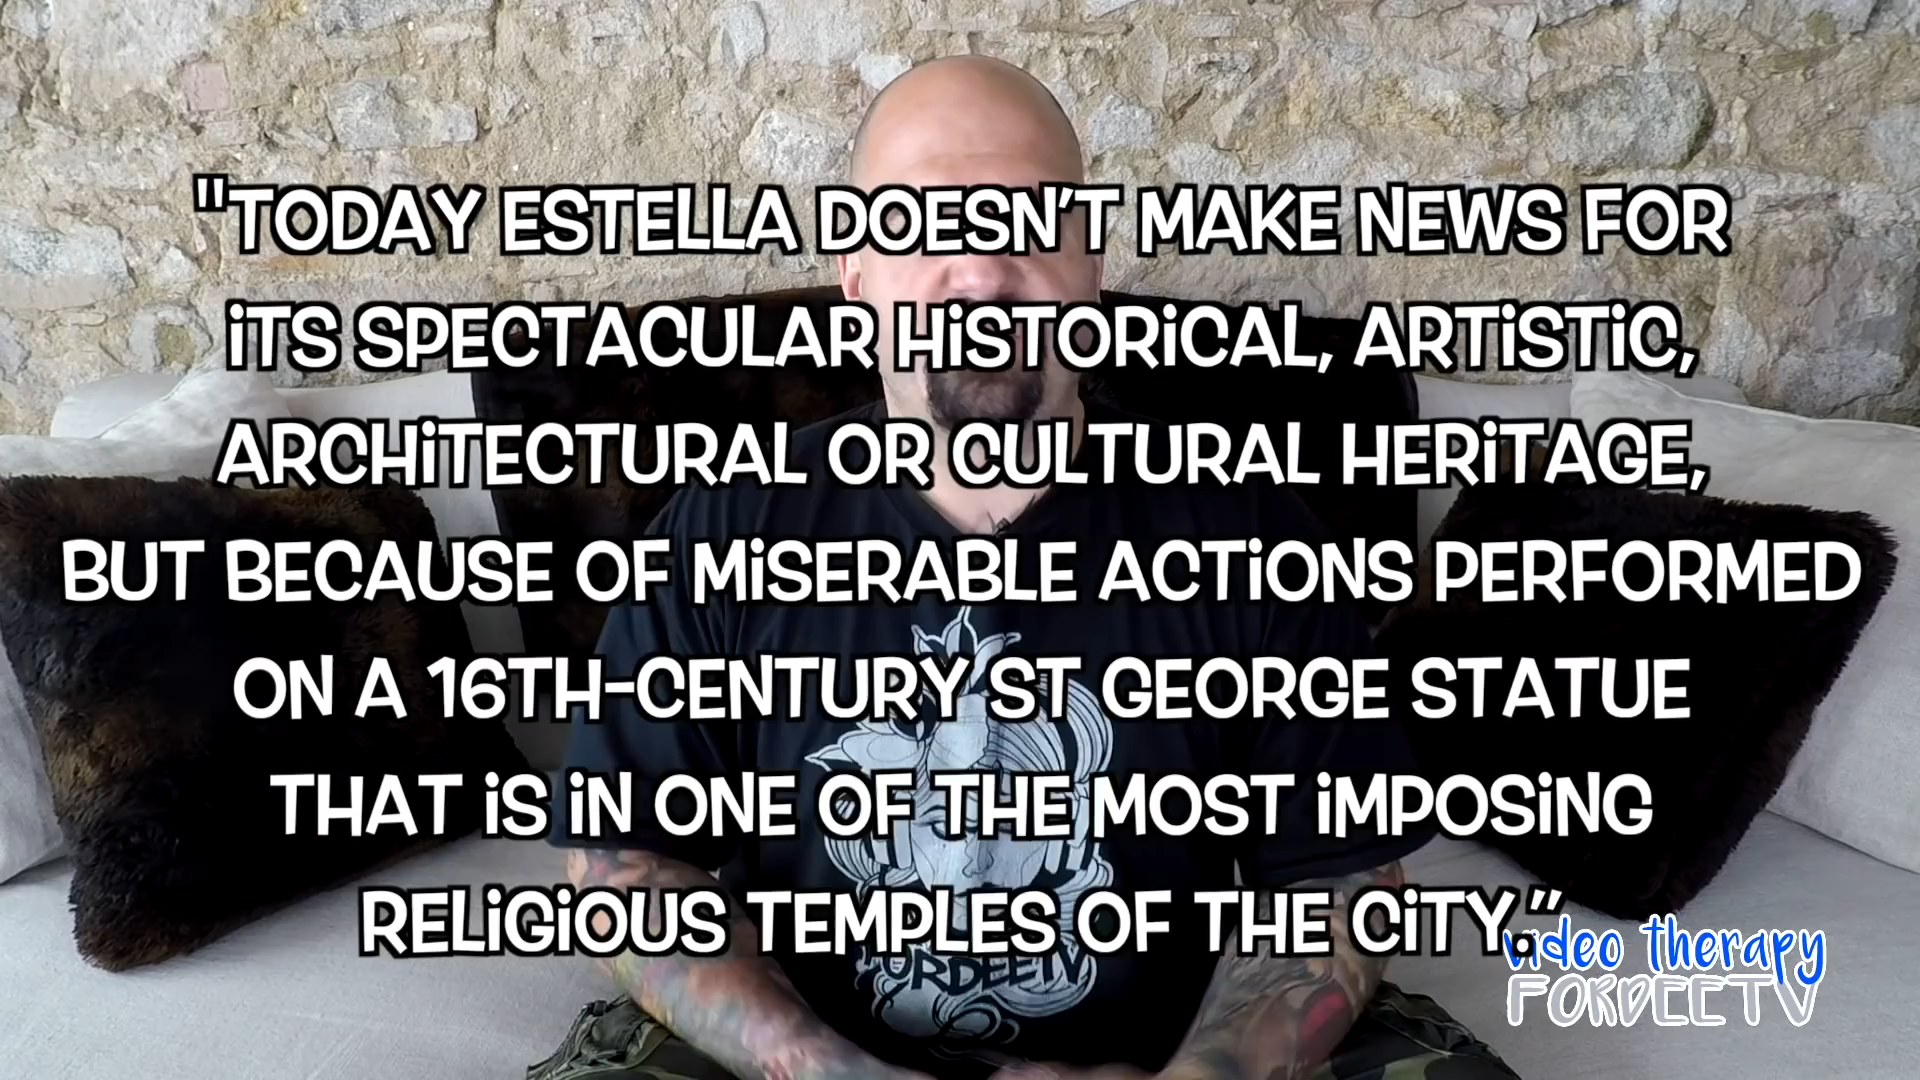 "TODAY ESTELLA DOESN'T MAKE NEWS FOR
iTS SPECTACULAR HiSTORiCAL, ARTiSTiC,
ARCHiTECTURAL OR CULTURAL HERiTAGE,
BUT BECAUSE OF MiSERABLE ACTiONS PERFORMED
ON A 16TH-CENTURY ST GEORGE STATUE
THAT iS iN ONE OF THE MOST iMPOSiNG
RELiGiOUS TEMPLES OF THE CiTY."
video therapy
FORDEETV
FORDEETV